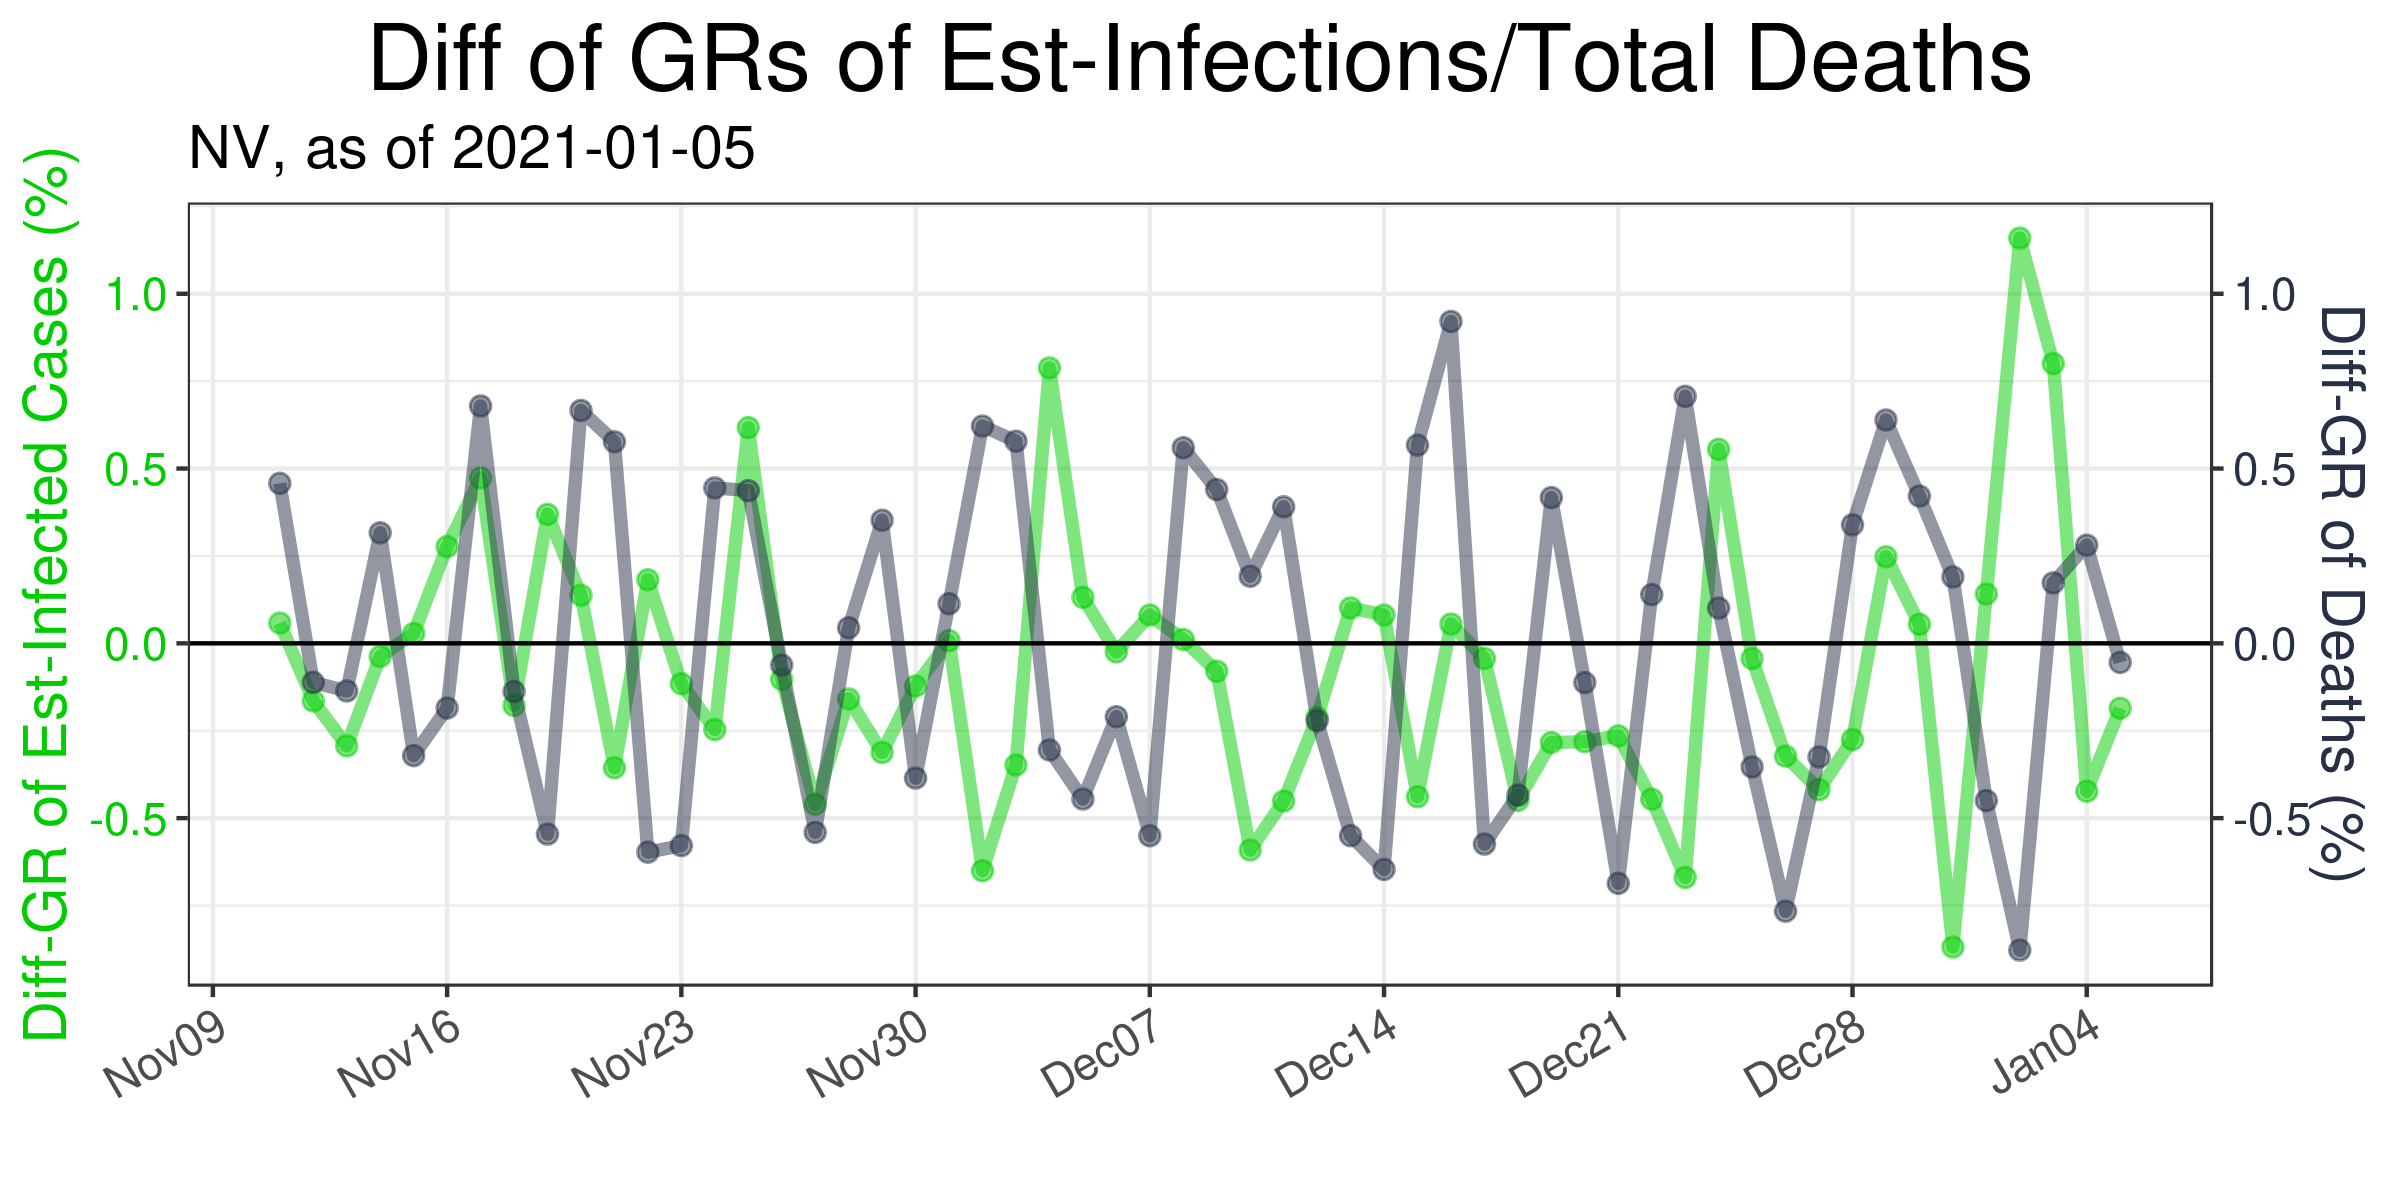 Diff of GRs of Est-Infections/Total Deaths
NV, as of 2021-01-05
Diff-GR of Est-Infected Cases (%)
1.0
0.5
0.0
-0.5
1.0
0.5
0.0
-0.5
Diff-GR of Deaths (%)
Nov09
Nov16
Nov23
Nov30
Dec07
Dec14
Dec21
Dec28
Jan04